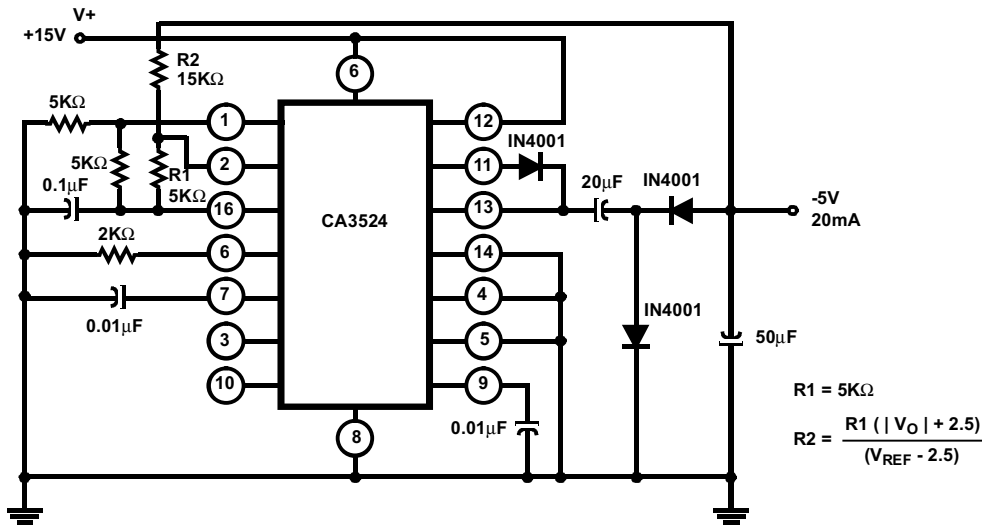 V+
+15V
R2
15KΩ
6
5KΩ
1
12
IN4001
5KΩ
2
R1
5KΩ
11
20µF
IN4001
0.1µF
16
CA3524
13
-5V
20mA
2KΩ
6
14
7
4
IN4001
0.01µF
3
5
50µF
10
9
R1 = 5KΩ
0.01µF
8
R2 = R1 ( | VO | + 2.5)
(VREF - 2.5)